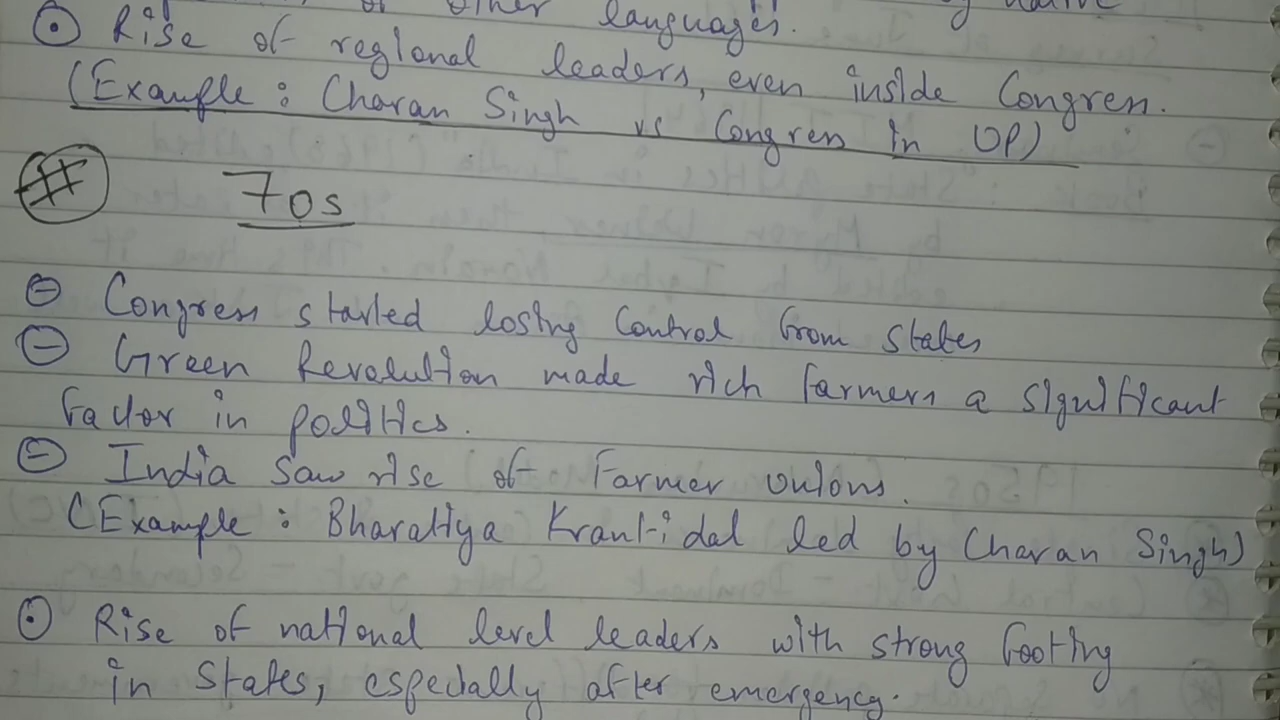 of other languages.
Rise of regional leaders, even inside Congress.
(Example : Charan Singh vs Congress in UP)
# 70s
Congress started losing control from states
Green Revolution made rich farmers a significant
factor in politics.
India saw rise of Farmer unions.
(Example : Bharatiya Kranti dal led by Charan Singh)
Rise of national level leaders with strong footing
in states, especially after emergency.